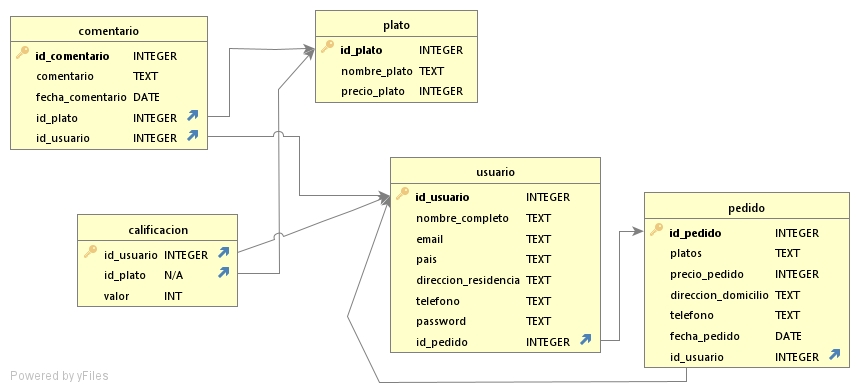 comentario
id_comentario INTEGER
comentario TEXT
fecha_comentario DATE
id_plato INTEGER
id_usuario INTEGER
plato
id_plato INTEGER
nombre_plato TEXT
precio_plato INTEGER
usuario
id_usuario INTEGER
nombre_completo TEXT
email TEXT
pais TEXT
direccion_residencia TEXT
telefono TEXT
password TEXT
id_pedido INTEGER
pedido
id_pedido INTEGER
platos TEXT
precio_pedido INTEGER
direccion_domicilio TEXT
telefono TEXT
fecha_pedido DATE
id_usuario INTEGER
calificacion
id_usuario INTEGER
id_plato N/A
valor INT
Powered by yFiles